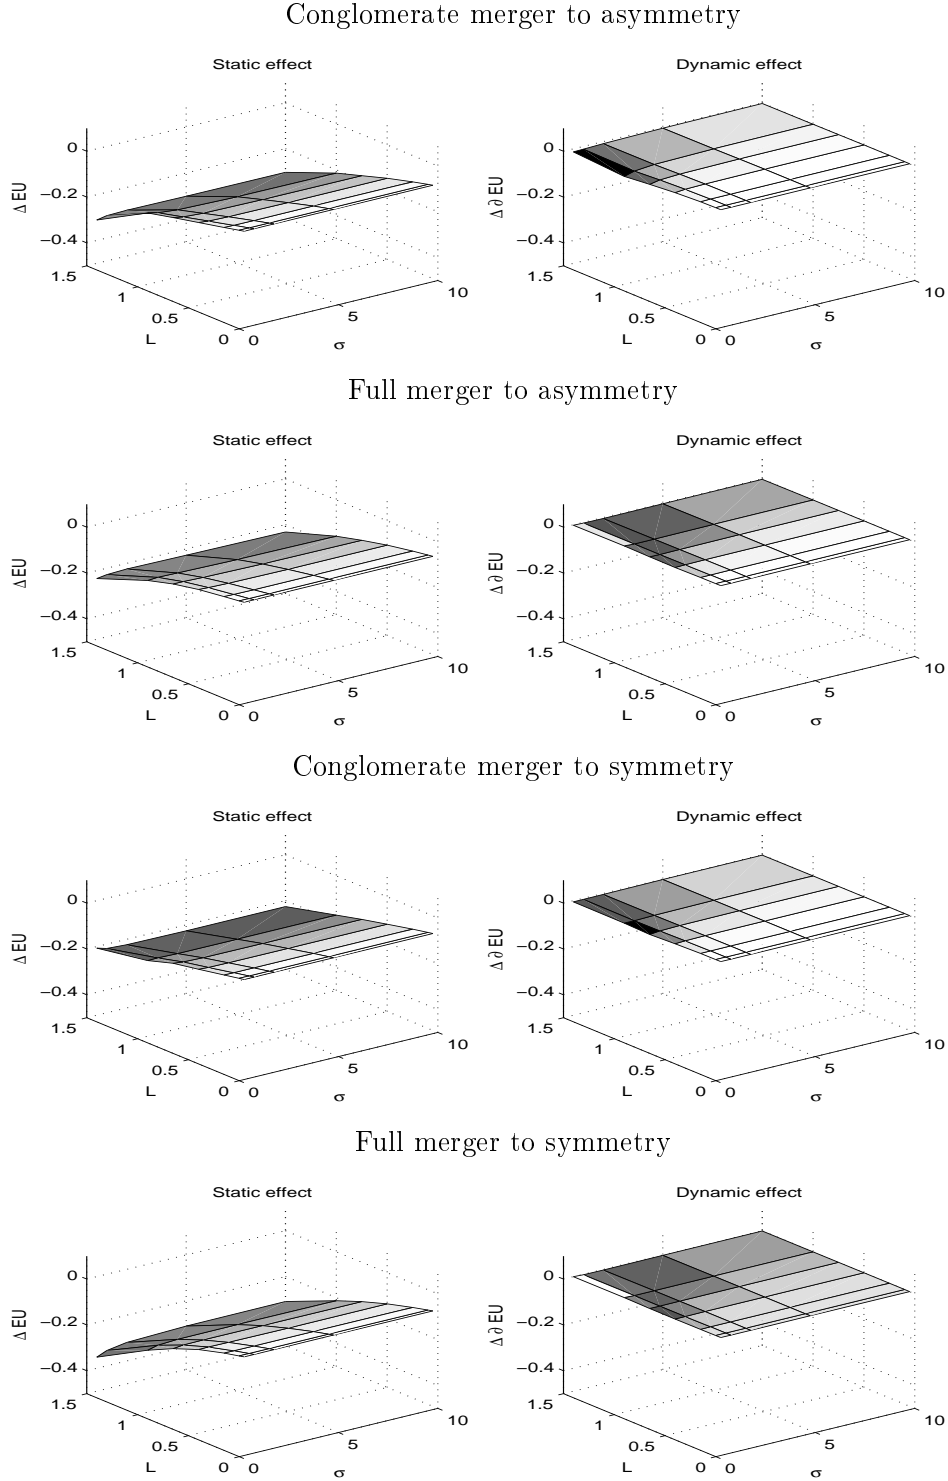 Conglomerate merger to asymmetry
Static effect
Dynamic effect
0
−0.2
−0.4
Δ EU
1.5
1
0.5
0
L
0
5
10
σ
0
−0.2
−0.4
Δ ∂ EU
1.5
1
0.5
0
L
0
5
10
σ
Full merger to asymmetry
Static effect
Dynamic effect
0
−0.2
−0.4
Δ EU
1.5
1
0.5
0
L
0
5
10
σ
0
−0.2
−0.4
Δ ∂ EU
1.5
1
0.5
0
L
0
5
10
σ
Conglomerate merger to symmetry
Static effect
Dynamic effect
0
−0.2
−0.4
Δ EU
1.5
1
0.5
0
L
0
5
10
σ
0
−0.2
−0.4
Δ ∂ EU
1.5
1
0.5
0
L
0
5
10
σ
Full merger to symmetry
Static effect
Dynamic effect
0
−0.2
−0.4
Δ EU
1.5
1
0.5
0
L
0
5
10
σ
0
−0.2
−0.4
Δ ∂ EU
1.5
1
0.5
0
L
0
5
10
σ